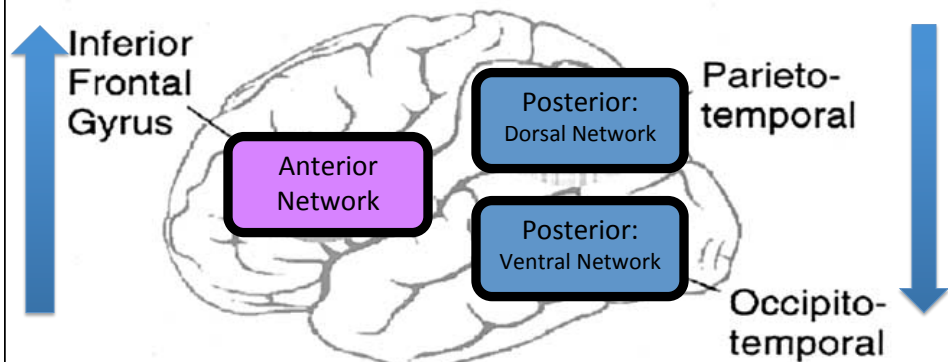 Inferior
Frontal
Gyrus
Anterior
Network
Posterior:
Dorsal Network
Parieto-
temporal
Posterior:
Ventral Network
Occipito-
temporal